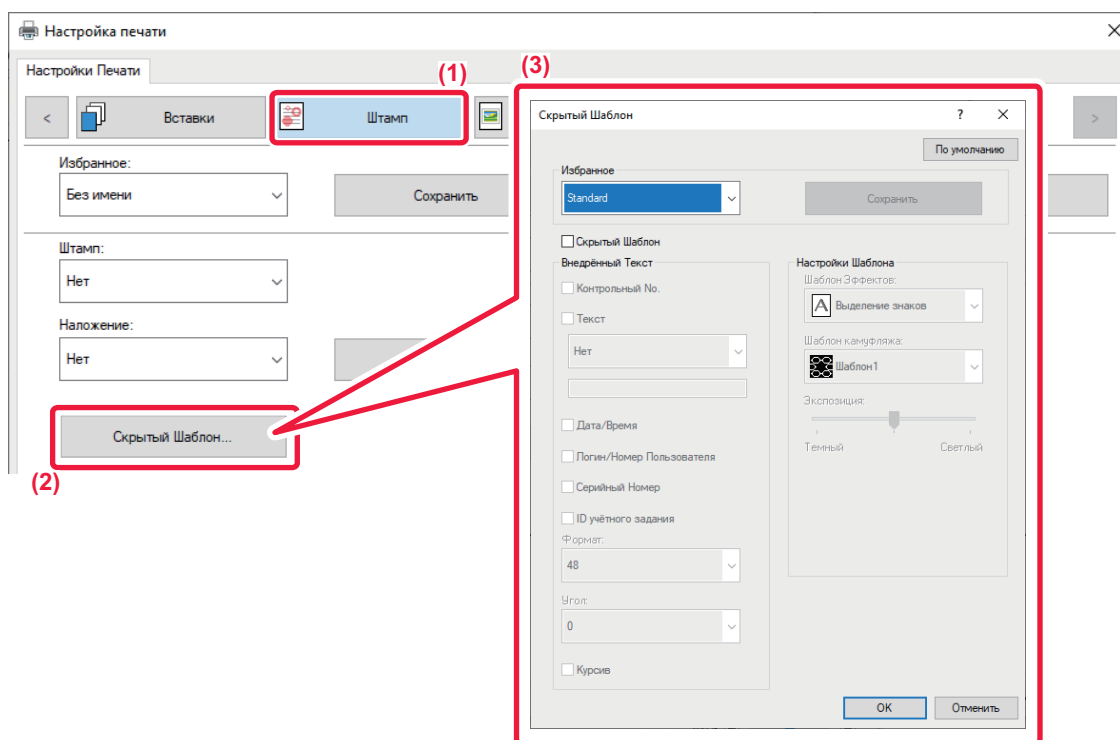 Настройка печати
Настройки Печати
(1)
(3)
<
Вставки
Штамп
>
Избранное:
Без имени
Сохранить
Штамп:
Нет
Наложение:
Нет
Скрытый Шаблон...
(2)
Скрытый Шаблон
?
По умолчанию
Избранное
Standard
Сохранить
Скрытый Шаблон
Внедрённый Текст
Контрольный No.
Текст
Нет
Дата/Время
Логин/Номер Пользователя
Серийный Номер
ID учётного задания
Формат:
48
Угол:
0
Курсив
Настройки Шаблона
Шаблон Эффектов:
A Выделение знаков
Шаблон камуфляжа:
Шаблон1
Экспозиция:
Темный Светлый
OK Отменить